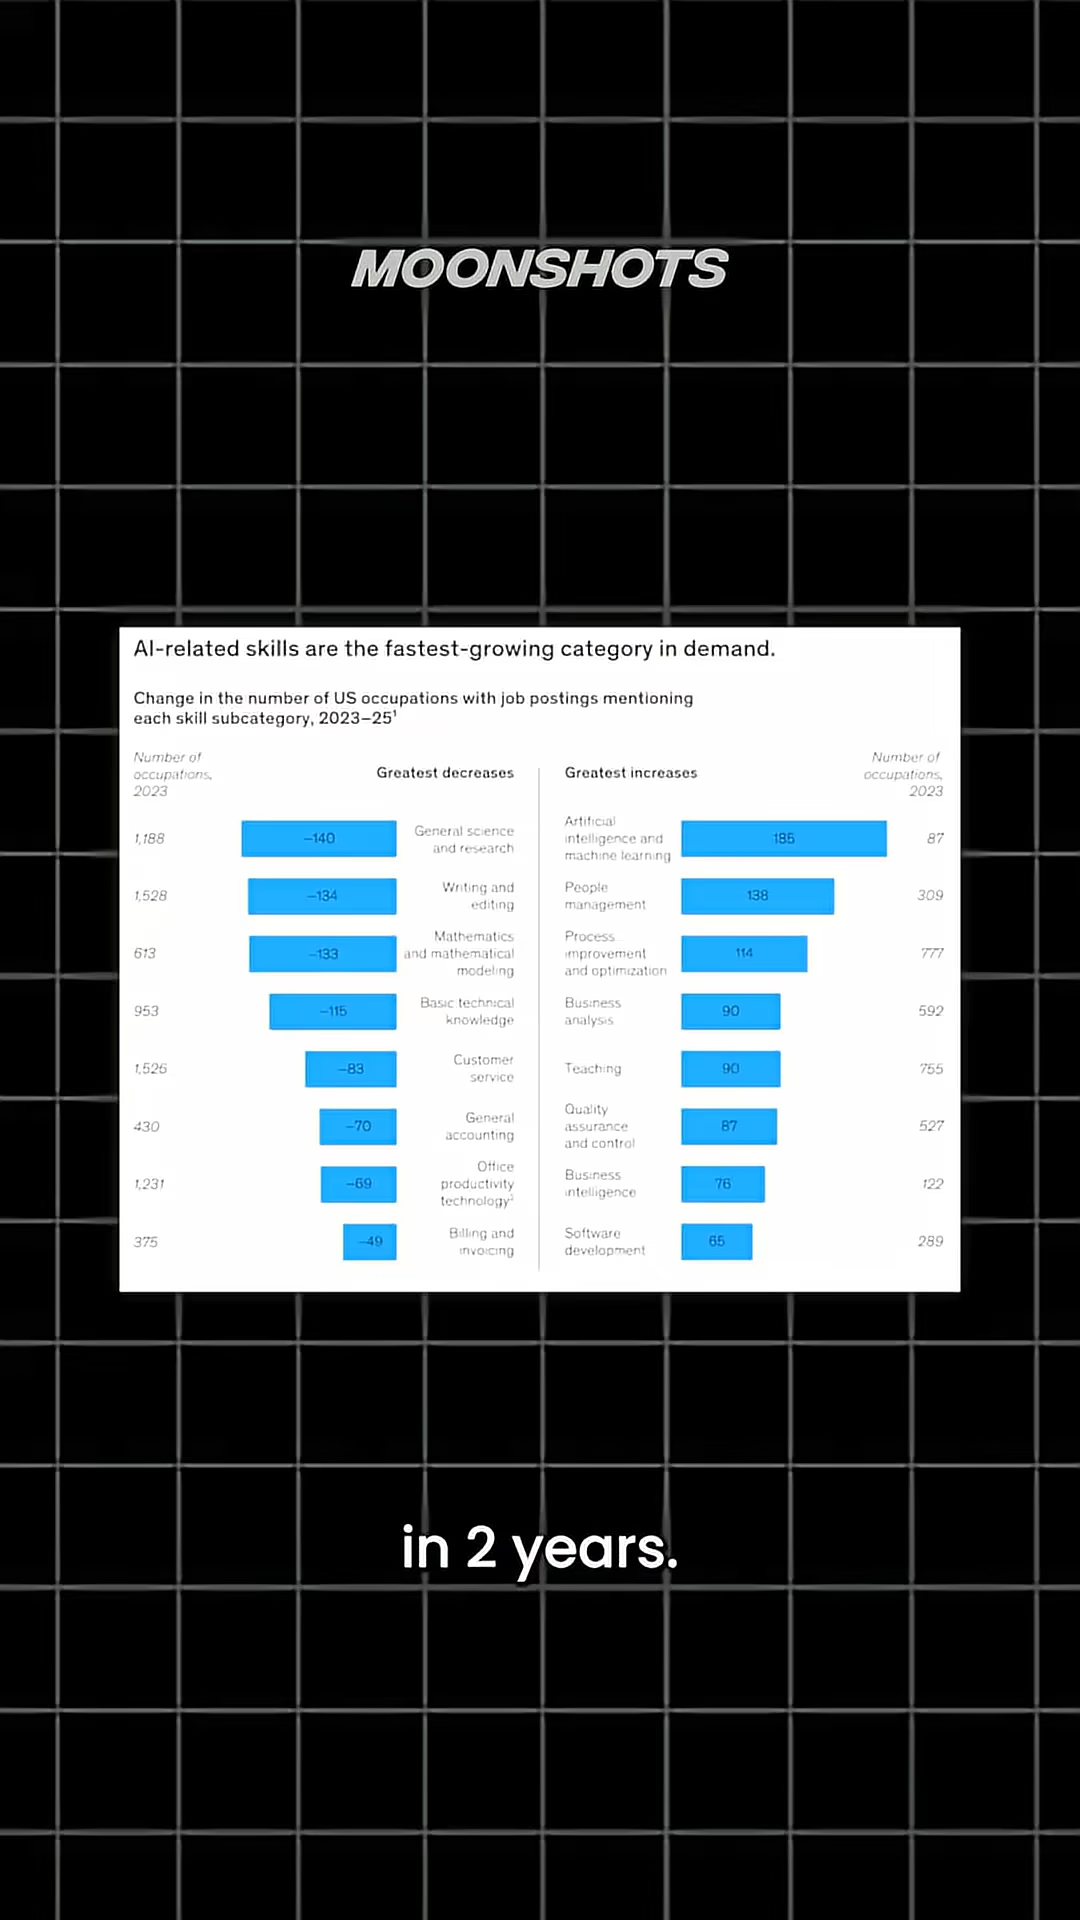 MOONSHOTS
AI-related skills are the fastest-growing category in demand.
Change in the number of US occupations with job postings mentioning
each skill subcategory, 2023–25¹
Number of
occupations,
2023
Greatest decreases
Greatest increases
Number of
occupations,
2023
1,188
–140
General science
and research
Artificial
intelligence and
machine learning
185
87
1,528
–134
Writing and
editing
People
management
138
309
613
–133
Mathematics
and mathematical
modeling
Process
improvement
and optimization
114
777
953
–115
Basic technical
knowledge
Business
analysis
90
592
1,526
–83
Customer
service
Teaching
90
755
430
–70
General
accounting
Quality
assurance
and control
87
527
1,231
–69
Office
productivity
technology²
Business
intelligence
76
122
375
–49
Billing and
invoicing
Software
development
65
289
in 2 years.